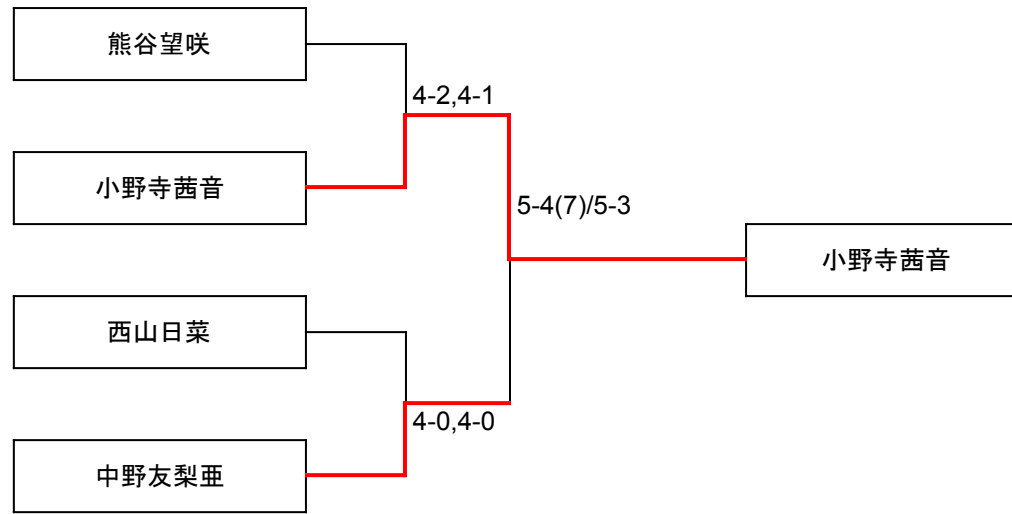 熊谷望咲
4-2,4-1
小野寺茜音
5-4(7)/5-3
小野寺茜音
西山日菜
4-0,4-0
中野友梨亜